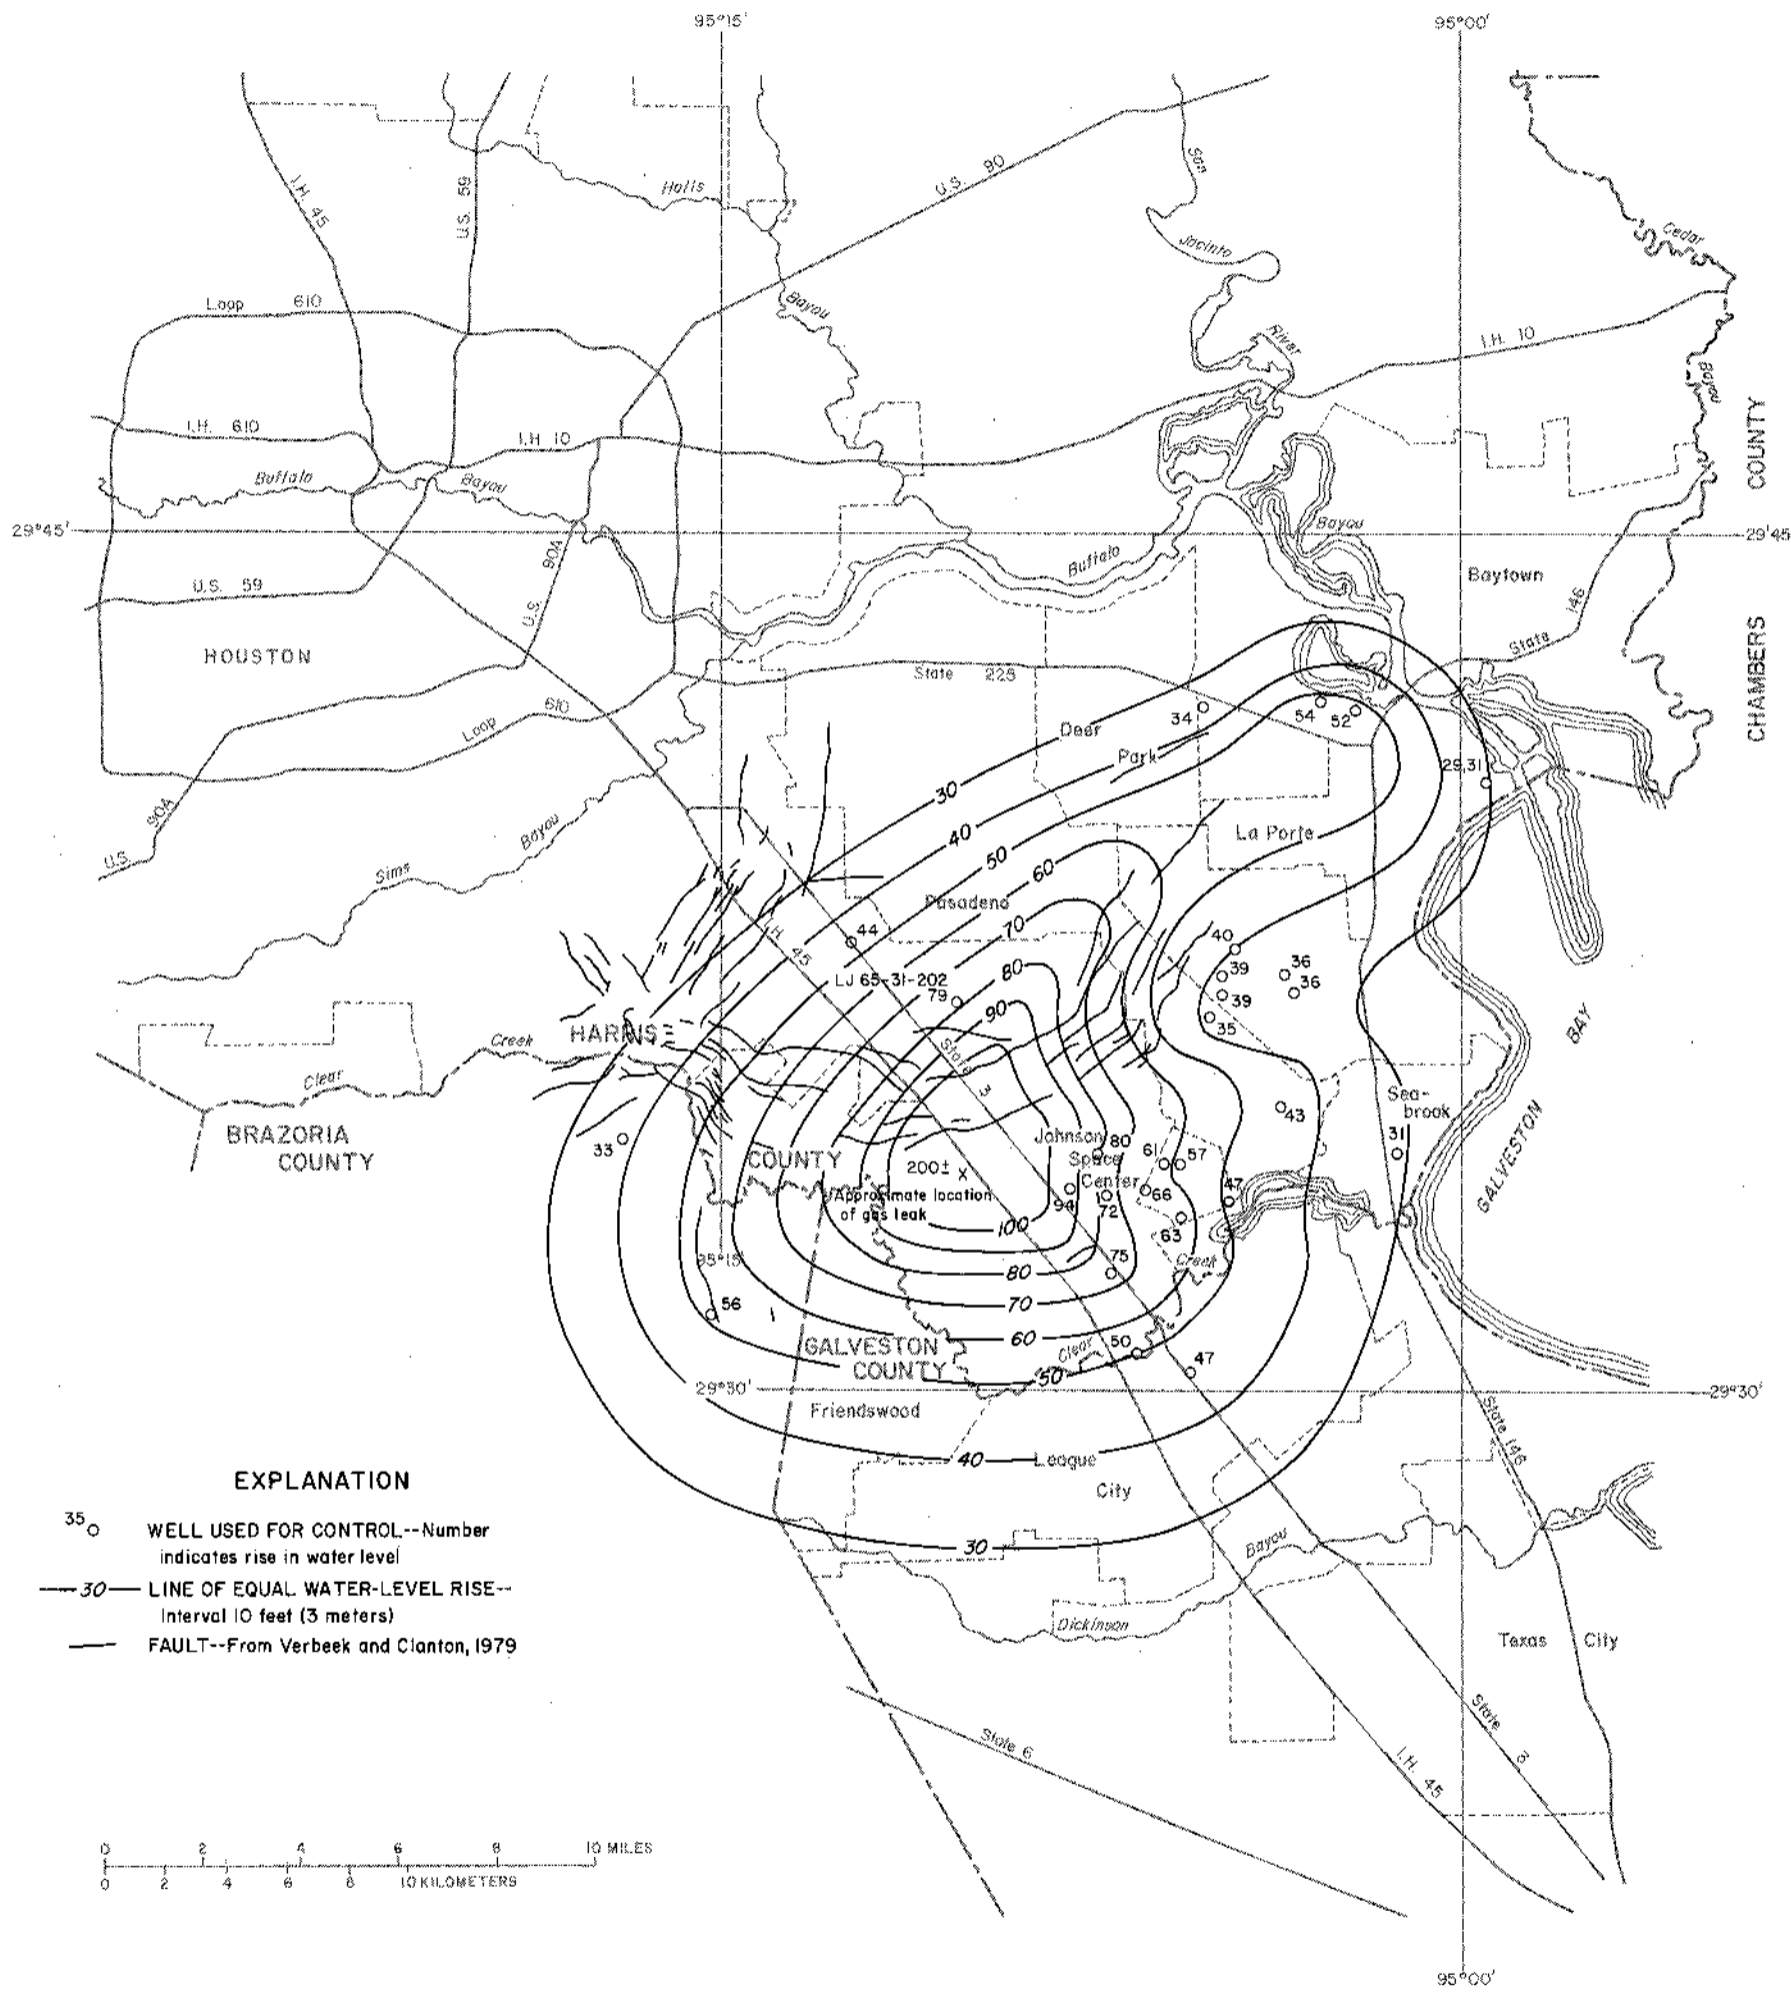 95°15'
95°00'
I.H. 45
U.S. 59
Halls
U.S. 90
San
Jacinto
Cedar
Loop 610
Bayou
River
I.H. 10
Bayou
I.H. 610
I.H 10
COUNTY
Buffalo
Bayou
29°45'
Bayou
29°45'
90A
Buffalo
Baytown
U.S. 59
U.S.
146
HOUSTON
State
CHAMBERS
State 225
610
Loop
34
54
52
Deer
Park
29,31
30
90A
40
La Porte
U.S.
Bayou
50
Sims
60
Pasadena
70
I.H. 45
44
40
36
39
36
80
LJ 65-31-202
79
39
90
35
BAY
HARRIS
Creek
State 3
Clear
Sea-
brook
43
GALVESTON
BRAZORIA
COUNTY
33
Johnson
80
31
Space
61
57
COUNTY
200± X
Center
47
Approximate location
of gas leak
94
72
66
100
63
95°15'
75
Creek
80
70
56
60
50
GALVESTON
COUNTY
Clear
47
50
29°30'
29°30'
Friendswood
State 146
40
League
City
EXPLANATION
35
WELL USED FOR CONTROL--Number
indicates rise in water level
30
Bayou
30
LINE OF EQUAL WATER-LEVEL RISE--
Interval 10 feet (3 meters)
Dickinson
FAULT--From Verbeek and Clanton, 1979
Texas City
State 6
State 3
I.H. 45
0 2 4 6 8 10 MILES
0 2 4 6 8 10 KILOMETERS
95°00'